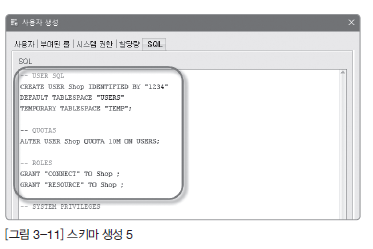 사용자 생성
사용자 부여된 롤 시스템 권한 할당량 SQL
SQL
-- USER SQL
CREATE USER Shop IDENTIFIED BY "1234"
DEFAULT TABLESPACE "USERS"
TEMPORARY TABLESPACE "TEMP";
-- QUOTAS
ALTER USER Shop QUOTA 10M ON USERS;
-- ROLES
GRANT "CONNECT" TO Shop ;
GRANT "RESOURCE" TO Shop ;
-- SYSTEM PRIVILEGES
[그림 3-11] 스키마 생성 5